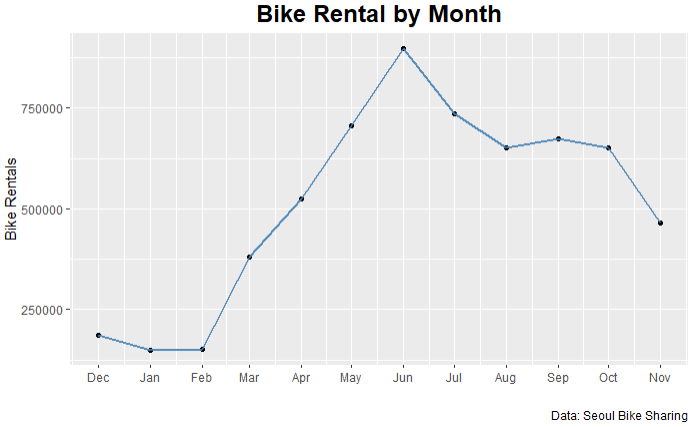 Bike Rental by Month
Bike Rentals
750000
500000
250000
Dec Jan Feb Mar Apr May Jun Jul Aug Sep Oct Nov
Data: Seoul Bike Sharing